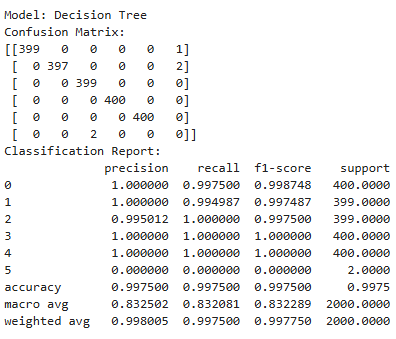 Model: Decision Tree
Confusion Matrix:
[[399 0 0 0 0 1]
[ 0 397 0 0 0 2]
[ 0 0 399 0 0 0]
[ 0 0 0 400 0 0]
[ 0 0 0 0 400 0]
[ 0 0 2 0 0 0]]
Classification Report:
precision recall f1-score support
0 1.000000 0.997500 0.998748 400.0000
1 1.000000 0.994987 0.997487 399.0000
2 0.995012 1.000000 0.997500 399.0000
3 1.000000 1.000000 1.000000 400.0000
4 1.000000 1.000000 1.000000 400.0000
5 0.000000 0.000000 0.000000 2.0000
accuracy 0.997500 0.997500 0.997500 0.9975
macro avg 0.832502 0.832081 0.832289 2000.0000
weighted avg 0.998005 0.997500 0.997750 2000.0000